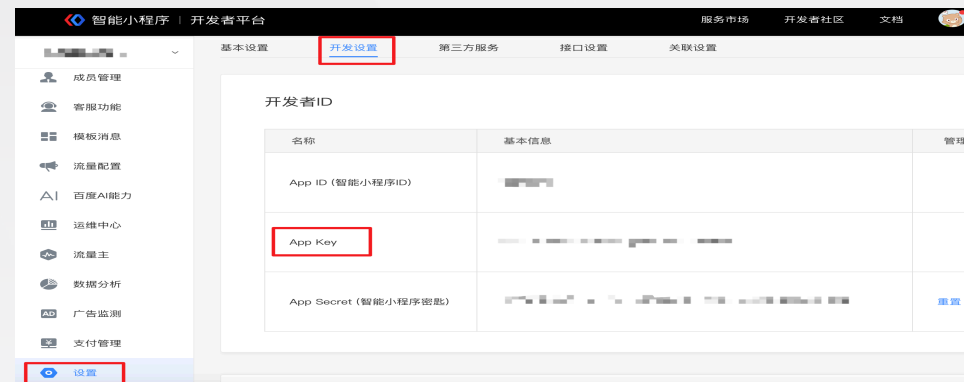 智能小程序 | 开发者平台
服务市场 开发者社区 文档
基本设置 开发设置 第三方服务 接口设置 关联设置
成员管理
客服功能
模板消息
流量配置
AI 百度AI能力
运维中心
流量主
数据分析
AD 广告监测
支付管理
设置
开发者ID
名称 基本信息 管理
App ID (智能小程序ID)
App Key
App Secret (智能小程序密匙) 重置